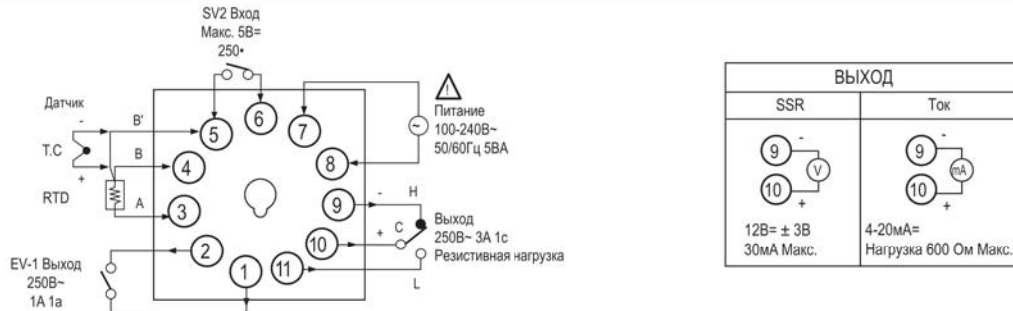 SV2 Вход
Макс. 5В=
250•
Датчик
-
T.C
+
RTD
B'
B
A
5
6
7
4
8
3
9
2
10
1
11
EV-1 Выход
250В~
1А 1а
Питание
100-240В~
50/60Гц 5ВА
-
H
+
C
L
Выход
250В~ 3А 1с
Резистивная нагрузка
ВЫХОД
SSR
Ток
9
-
V
10
+
12В= ± 3В
30мА Макс.
9
-
mA
10
+
4-20мА=
Нагрузка 600 Ом Макс.